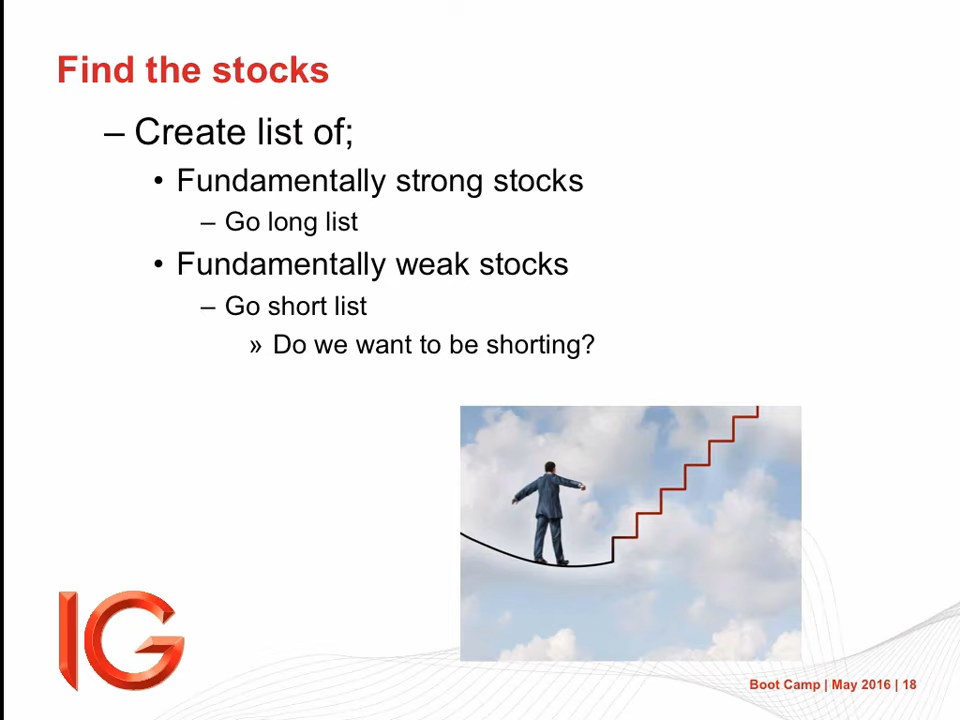 Find the stocks
– Create list of;
• Fundamentally strong stocks
– Go long list
• Fundamentally weak stocks
– Go short list
» Do we want to be shorting?
IG
Boot Camp | May 2016 | 18